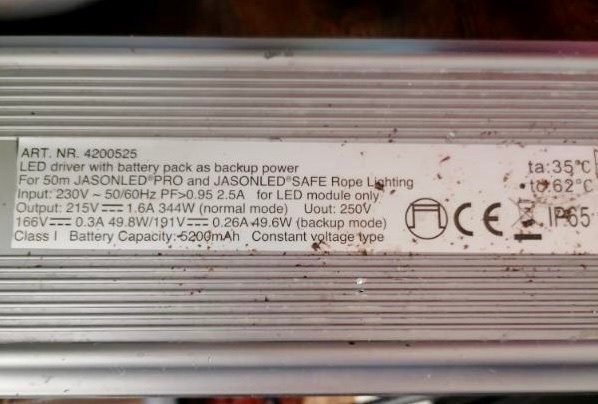 ART. NR. 4200525
LED driver with battery pack as backup power
For 50m JASONLED®PRO and JASONLED®SAFE Rope Lighting
Input: 230V ~ 50/60Hz PF>0.95 2.5A for LED module only
Output: 215V⎓ 1.6A 344W (normal mode) Uout: 250V
166V⎓ 0.3A 49.8W/191V⎓ 0.26A 49.6W (backup mode)
Class I Battery Capacity: 5200mAh Constant voltage type
ta:35°C
tc:62°C
CE
IP65